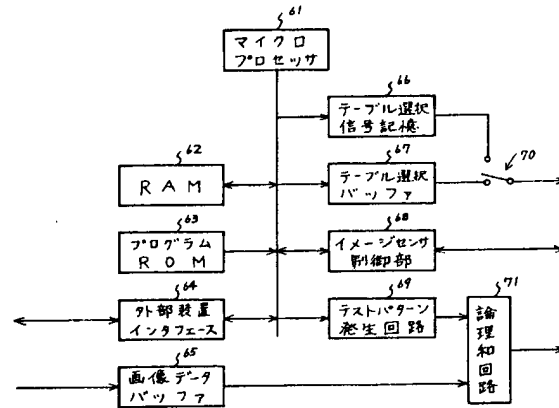 61
マイクロ
プロセッサ
66
テーブル選択
信号記憶
62
RAM
67
テーブル選択
バッファ
70
63
プログラム
ROM
68
イメージセンサ
制御部
64
外部装置
インタフェース
69
テストパターン
発生回路
71
論理和回路
65
画像データ
バッファ